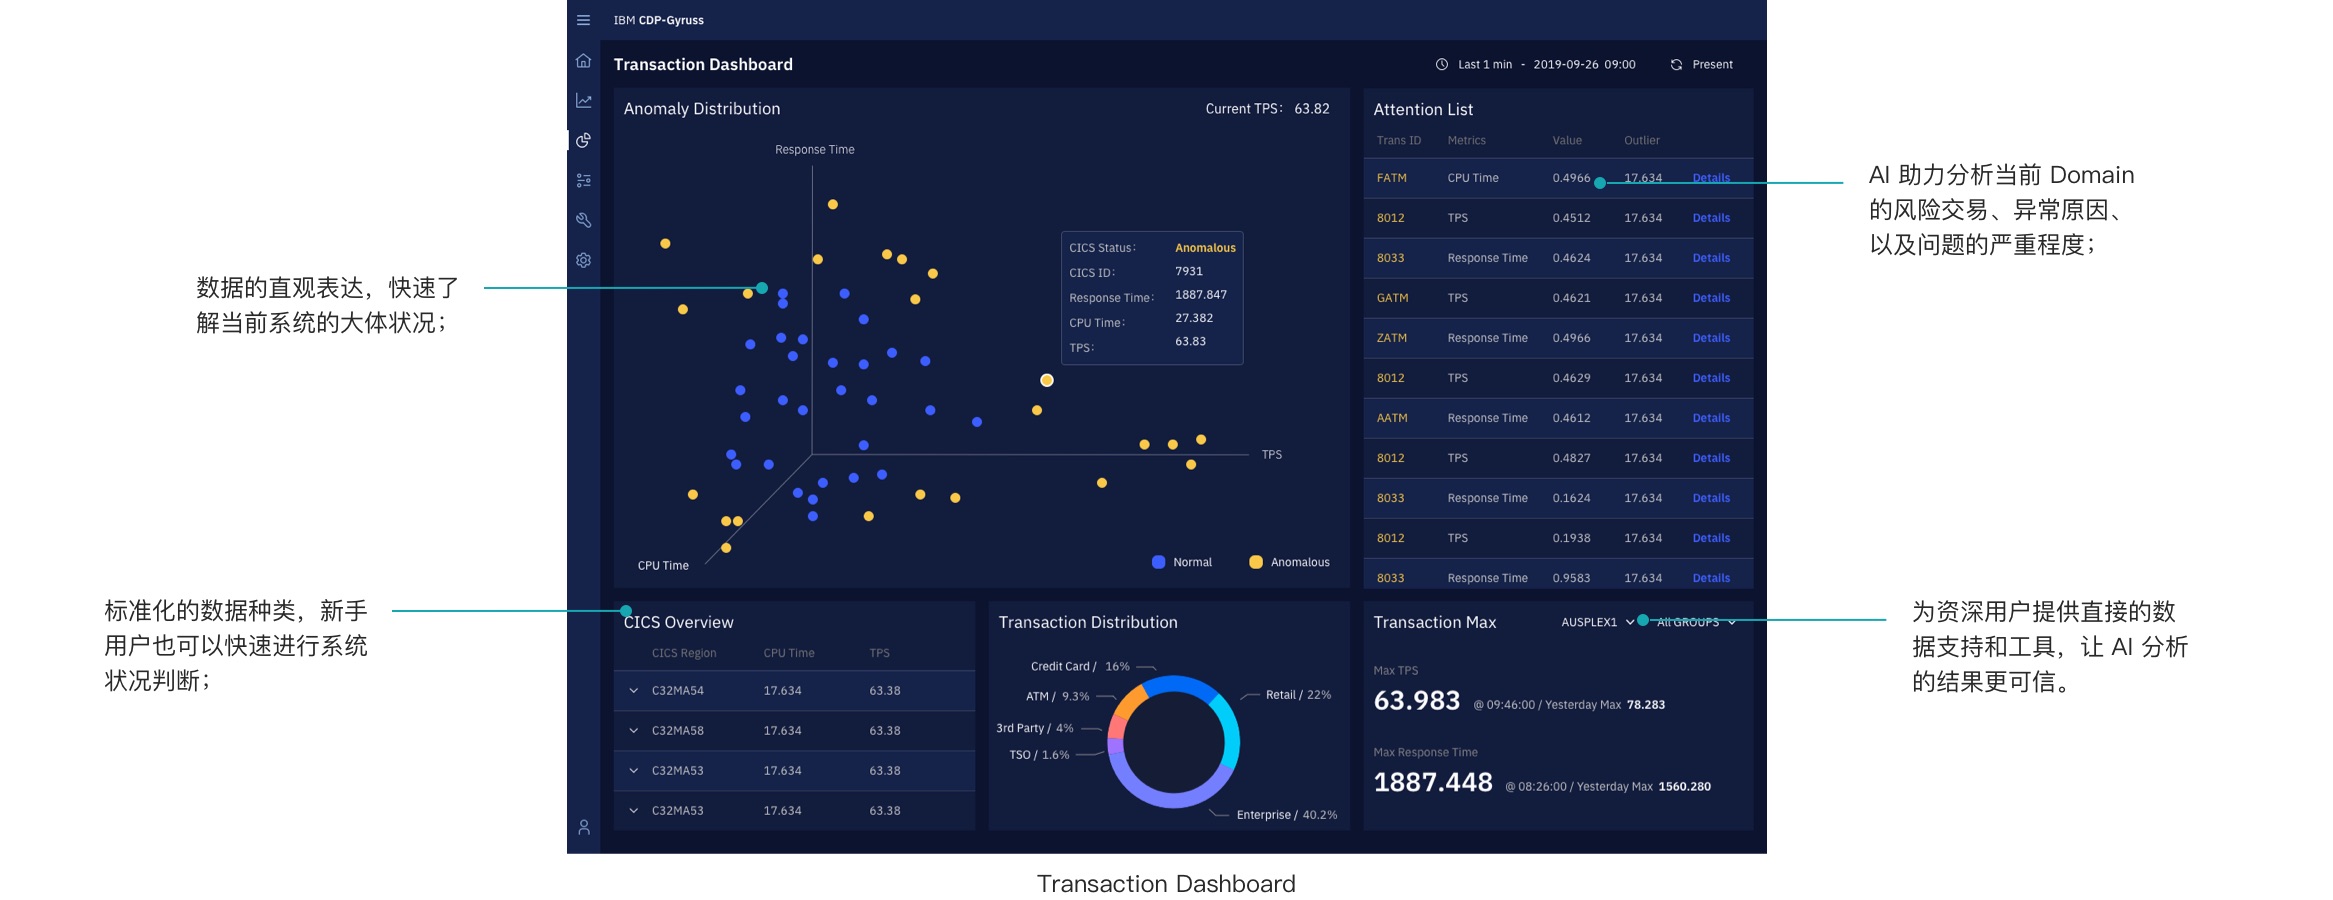 IBM CDP-Gyruss
Transaction Dashboard
Last 1 min - 2019-09-26 09:00
Present
Anomaly Distribution
Current TPS: 63.82
Response Time
TPS
CPU Time
CICS Status: Anomalous
CICS ID: 7931
Response Time: 1887.847
CPU Time: 27.382
TPS: 63.83
Normal
Anomalous
Attention List
Trans ID Metrics Value Outlier
FATM CPU Time 0.4966 17.634 Details
8012 TPS 0.4512 17.634 Details
8033 Response Time 0.4624 17.634 Details
GATM TPS 0.4621 17.634 Details
ZATM Response Time 0.4966 17.634 Details
8012 TPS 0.4629 17.634 Details
AATM Response Time 0.4612 17.634 Details
8012 TPS 0.4827 17.634 Details
8033 Response Time 0.1624 17.634 Details
8012 TPS 0.1938 17.634 Details
8033 Response Time 0.9583 17.634 Details
CICS Overview
CICS Region CPU Time TPS
C32MA54 17.634 63.38
C32MA58 17.634 63.38
C32MA53 17.634 63.38
C32MA53 17.634 63.38
Transaction Distribution
Credit Card / 16%
ATM / 9.3%
3rd Party / 4%
TSO / 1.6%
Retail / 22%
Enterprise / 40.2%
Transaction Max
AUSPLEX1
All GROUPS
Max TPS
63.983 @ 09:46:00 / Yesterday Max 78.283
Max Response Time
1887.448 @ 08:26:00 / Yesterday Max 1560.280
数据的直观表达，快速了
解当前系统的大体状况；
标准化的数据种类，新手
用户也可以快速进行系统
状况判断；
AI 助力分析当前 Domain
的风险交易、异常原因、
以及问题的严重程度；
为资深用户提供直接的数
据支持和工具，让 AI 分析
的结果更可信。
Transaction Dashboard